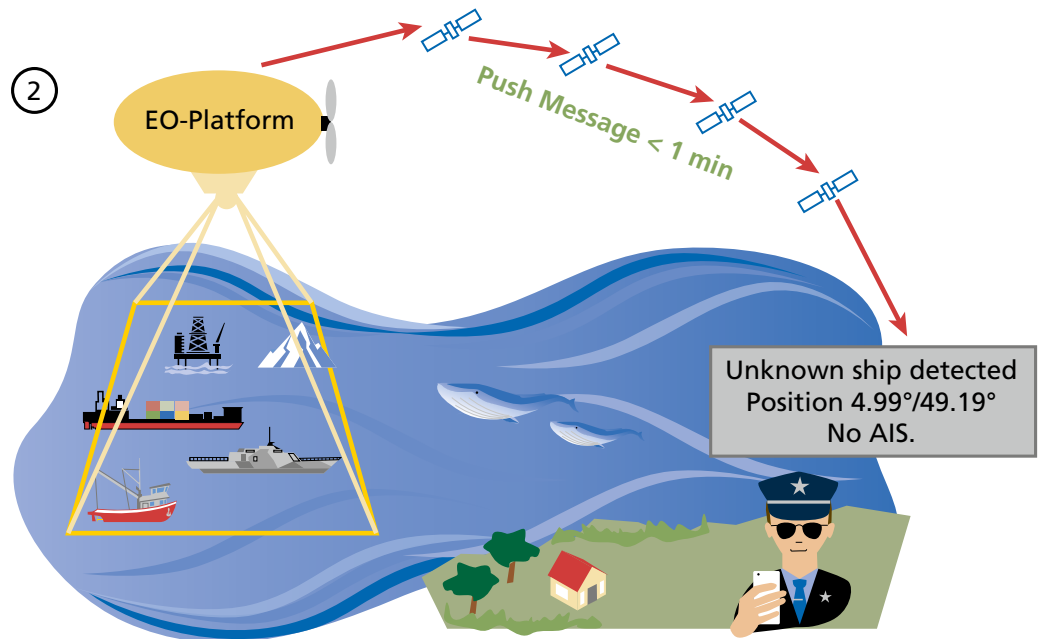 2
EO-Platform
Push Message < 1 min
Unknown ship detected
Position 4.99°/49.19°
No AIS.